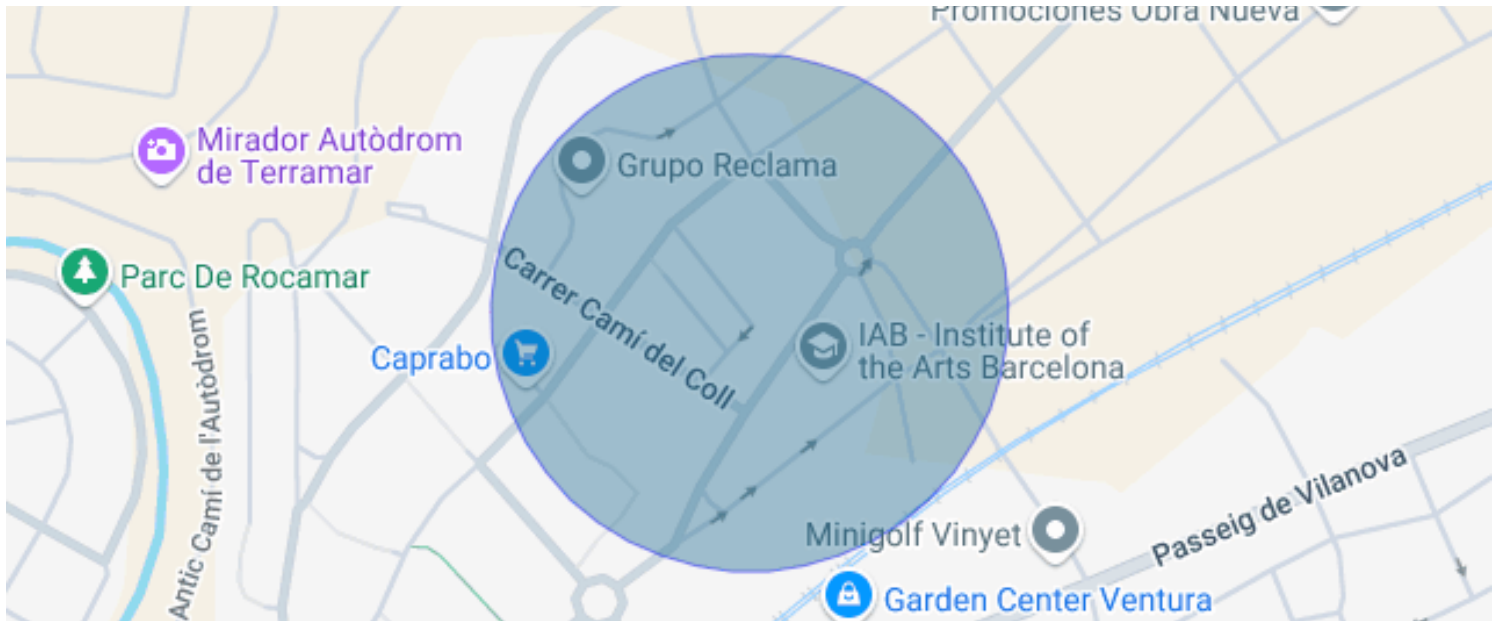 Promociones Obra Nueva
Mirador Autòdrom
de Terramar
Grupo Reclama
Parc De Rocamar
Carrer Camí del Coll
Caprabo
IAB - Institute of
the Arts Barcelona
Antic Camí de l'Autòdrom
Passeig de Vilanova
Minigolf Vinyet
Garden Center Ventura